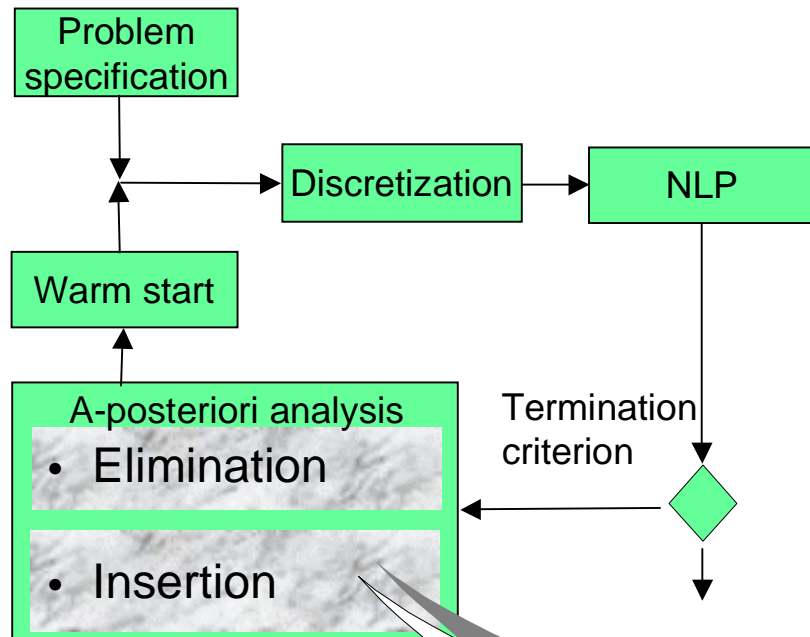 Problem
specification
Discretization
NLP
Warm start
A-posteriori analysis
• Elimination
• Insertion
Termination
criterion